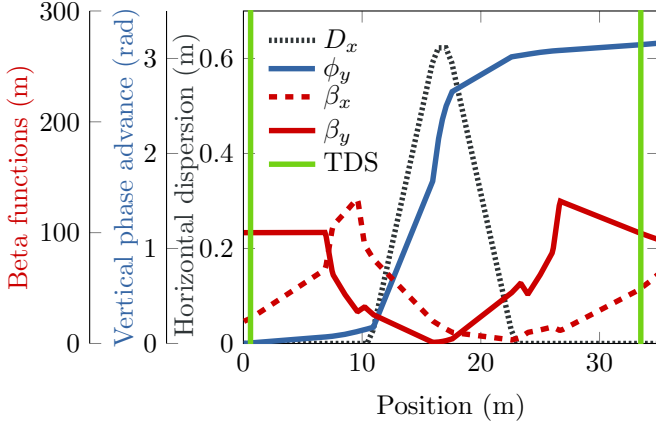 300
200
100
0
Beta functions (m)
3
2
1
0
Vertical phase advance (rad)
0.6
0.4
0.2
0
Horizontal dispersion (m)
D_x
ϕ_y
β_x
β_y
TDS
0 10 20 30
Position (m)